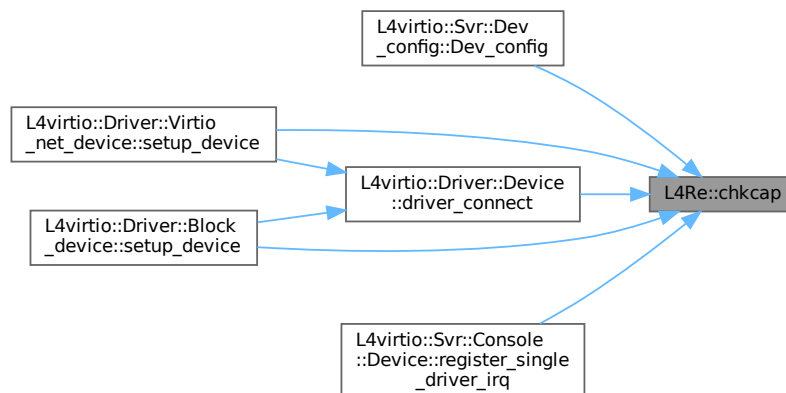 L4virtio::Svr::Dev
_config::Dev_config
L4virtio::Driver::Virtio
_net_device::setup_device
L4virtio::Driver::Device
::driver_connect
L4Re::chkcap
L4virtio::Driver::Block
_device::setup_device
L4virtio::Svr::Console
::Device::register_single
_driver_irq